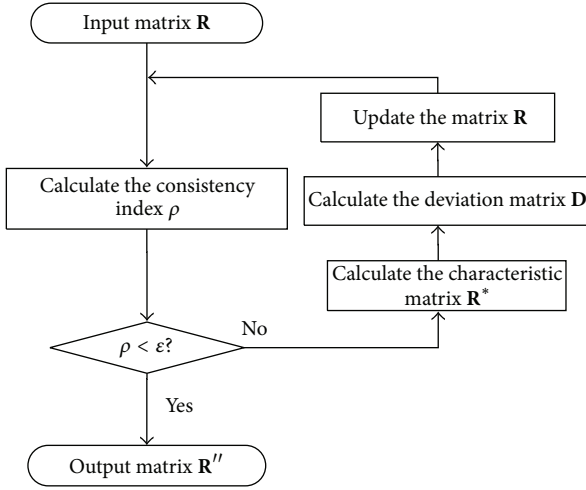 Input matrix R
Update the matrix R
Calculate the consistency
index ρ
Calculate the deviation matrix D
Calculate the characteristic
matrix R*
ρ < ε?
No
Yes
Output matrix R″